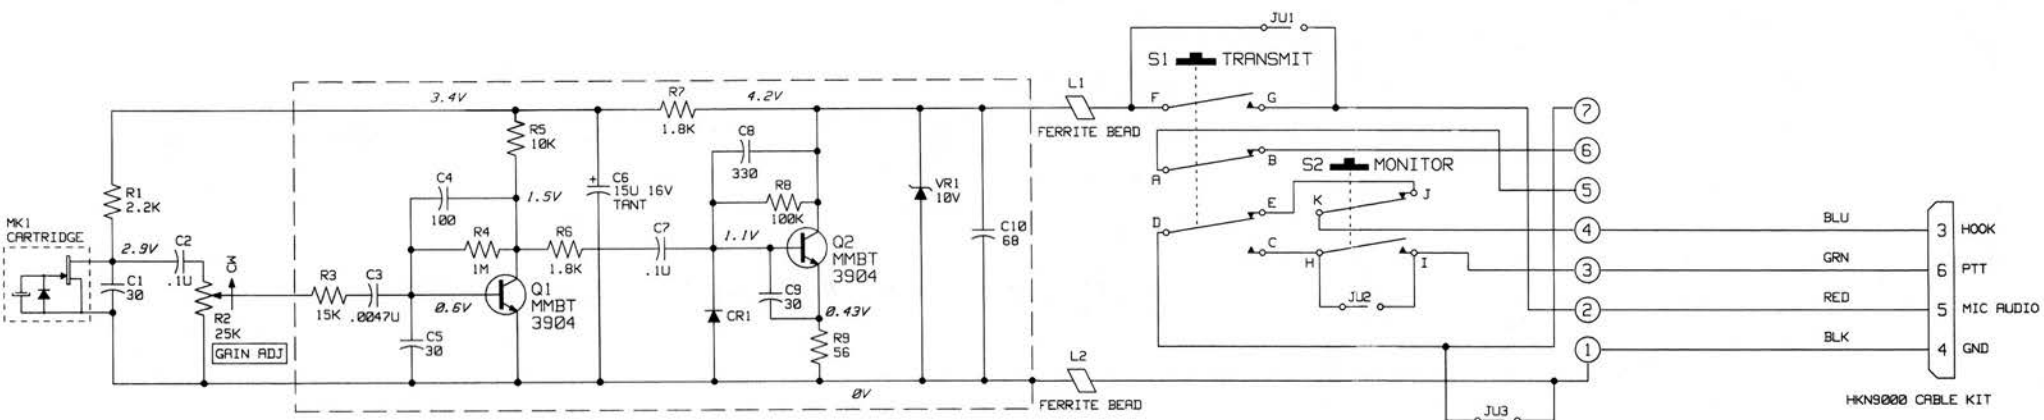 MK1
CARTRIDGE
R1
2.2K
2.9V
C1
30
C2
.1U
R2
25K
GAIN ADJ
CW
R3
15K
C3
.0047U
C4
100
C5
30
0.6V
R4
1M
3.4V
R5
10K
1.5V
Q1
MMBT
3904
R6
1.8K
+
C6
15U 16V
TANT
R7
1.8K
4.2V
C7
.1U
C8
330
R8
100K
1.1V
CR1
Q2
MMBT
3904
C9
30
0.43V
R9
56
VR1
10V
C10
68
0V
L1
FERRITE BEAD
L2
FERRITE BEAD
JU1
S1 TRANSMIT
F
G
A
B
S2 MONITOR
D
E
C
K
J
H
I
JU2
JU3
7
6
5
4
3
2
1
BLU
GRN
RED
BLK
3 HOOK
6 PTT
5 MIC AUDIO
4 GND
HKN9000 CABLE KIT